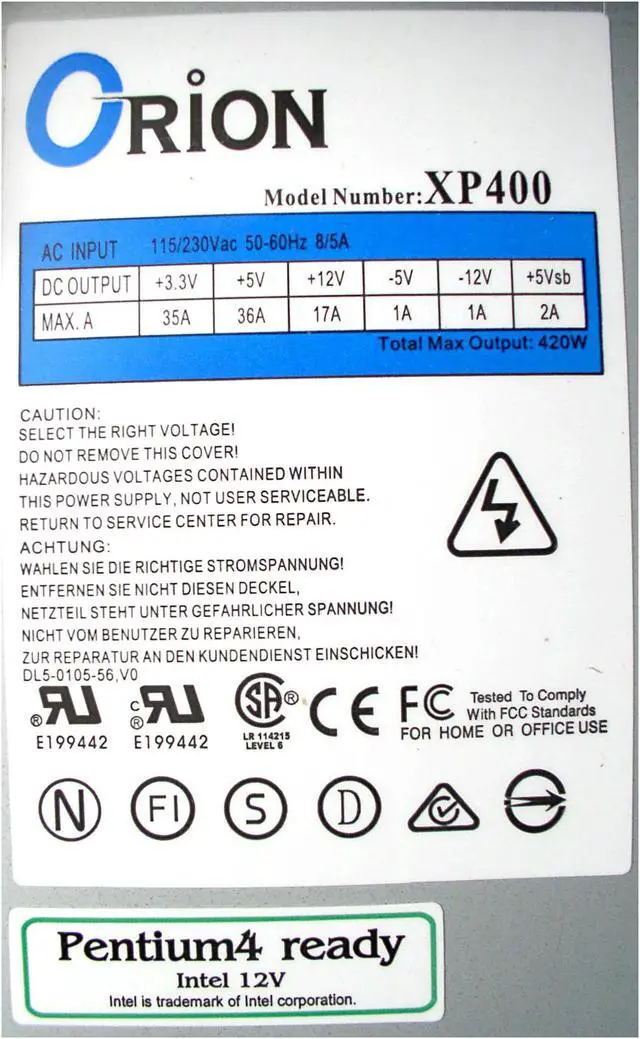 ORION
Model Number:XP400
AC INPUT 115/230Vac 50-60Hz 8/5A
DC OUTPUT +3.3V +5V +12V -5V -12V +5Vsb
MAX. A 35A 36A 17A 1A 1A 2A
Total Max Output: 420W
CAUTION:
SELECT THE RIGHT VOLTAGE!
DO NOT REMOVE THIS COVER!
HAZARDOUS VOLTAGES CONTAINED WITHIN
THIS POWER SUPPLY, NOT USER SERVICEABLE.
RETURN TO SERVICE CENTER FOR REPAIR.
ACHTUNG:
WAHLEN SIE DIE RICHTIGE STROMSPANNUNG!
ENTFERNEN SIE NICHT DIESEN DECKEL,
NETZTEIL STEHT UNTER GEFAHRLICHER SPANNUNG!
NICHT VOM BENUTZER ZU REPARIEREN,
ZUR REPARATUR AN DEN KUNDENDIENST EINSCHICKEN!
DL5-0105-56,V0
® RU E199442
C ® RU E199442
SA ® LR 114215
LEVEL 6
CE
FC Tested To Comply
With FCC Standards
FOR HOME OR OFFICE USE
N FI S D
Pentium4 ready
Intel 12V
Intel is trademark of Intel corporation.